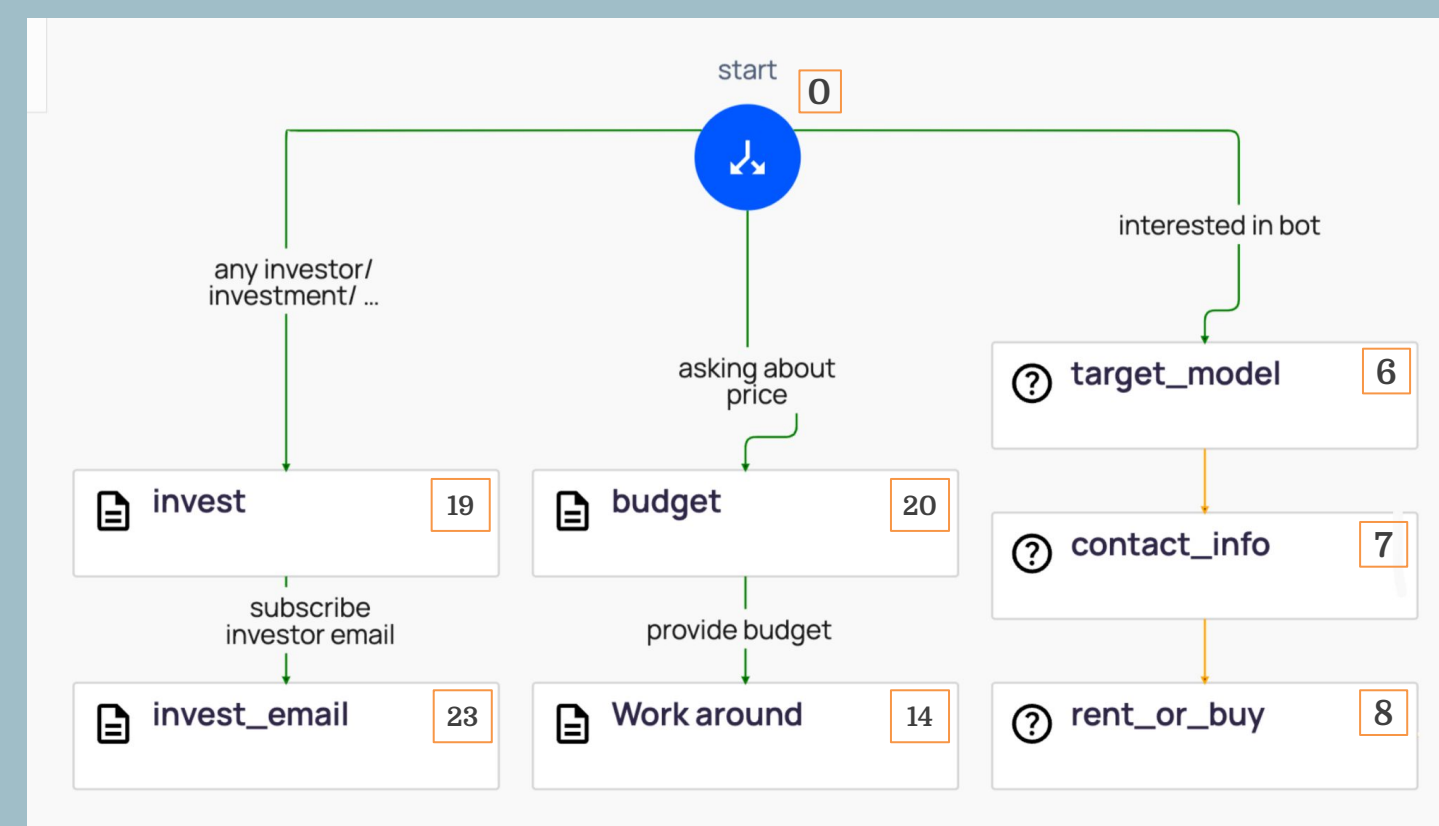 start
0
interested in bot
any investor/
investment/ ...
asking about
price
target_model
6
invest
19
budget
20
contact_info
7
subscribe
investor email
provide budget
invest_email
23
Work around
14
rent_or_buy
8